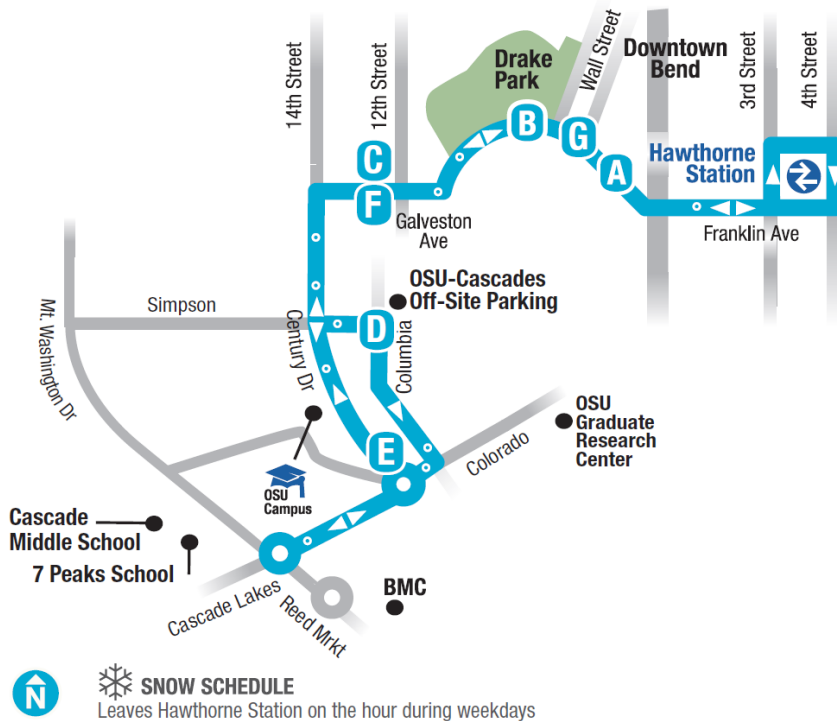 14th Street
12th Street
Drake
Park
Wall Street
Downtown
Bend
3rd Street
4th Street
B
G
A
C
F
Hawthorne
Station
Galveston
Ave
Franklin Ave
OSU-Cascades
Off-Site Parking
Simpson
D
Mt. Washington Dr
Century Dr
Columbia
OSU
Graduate
Research
Center
E
Colorado
OSU
Campus
Cascade
Middle School
7 Peaks School
BMC
Cascade Lakes
Reed Mrkt
N
SNOW SCHEDULE
Leaves Hawthorne Station on the hour during weekdays